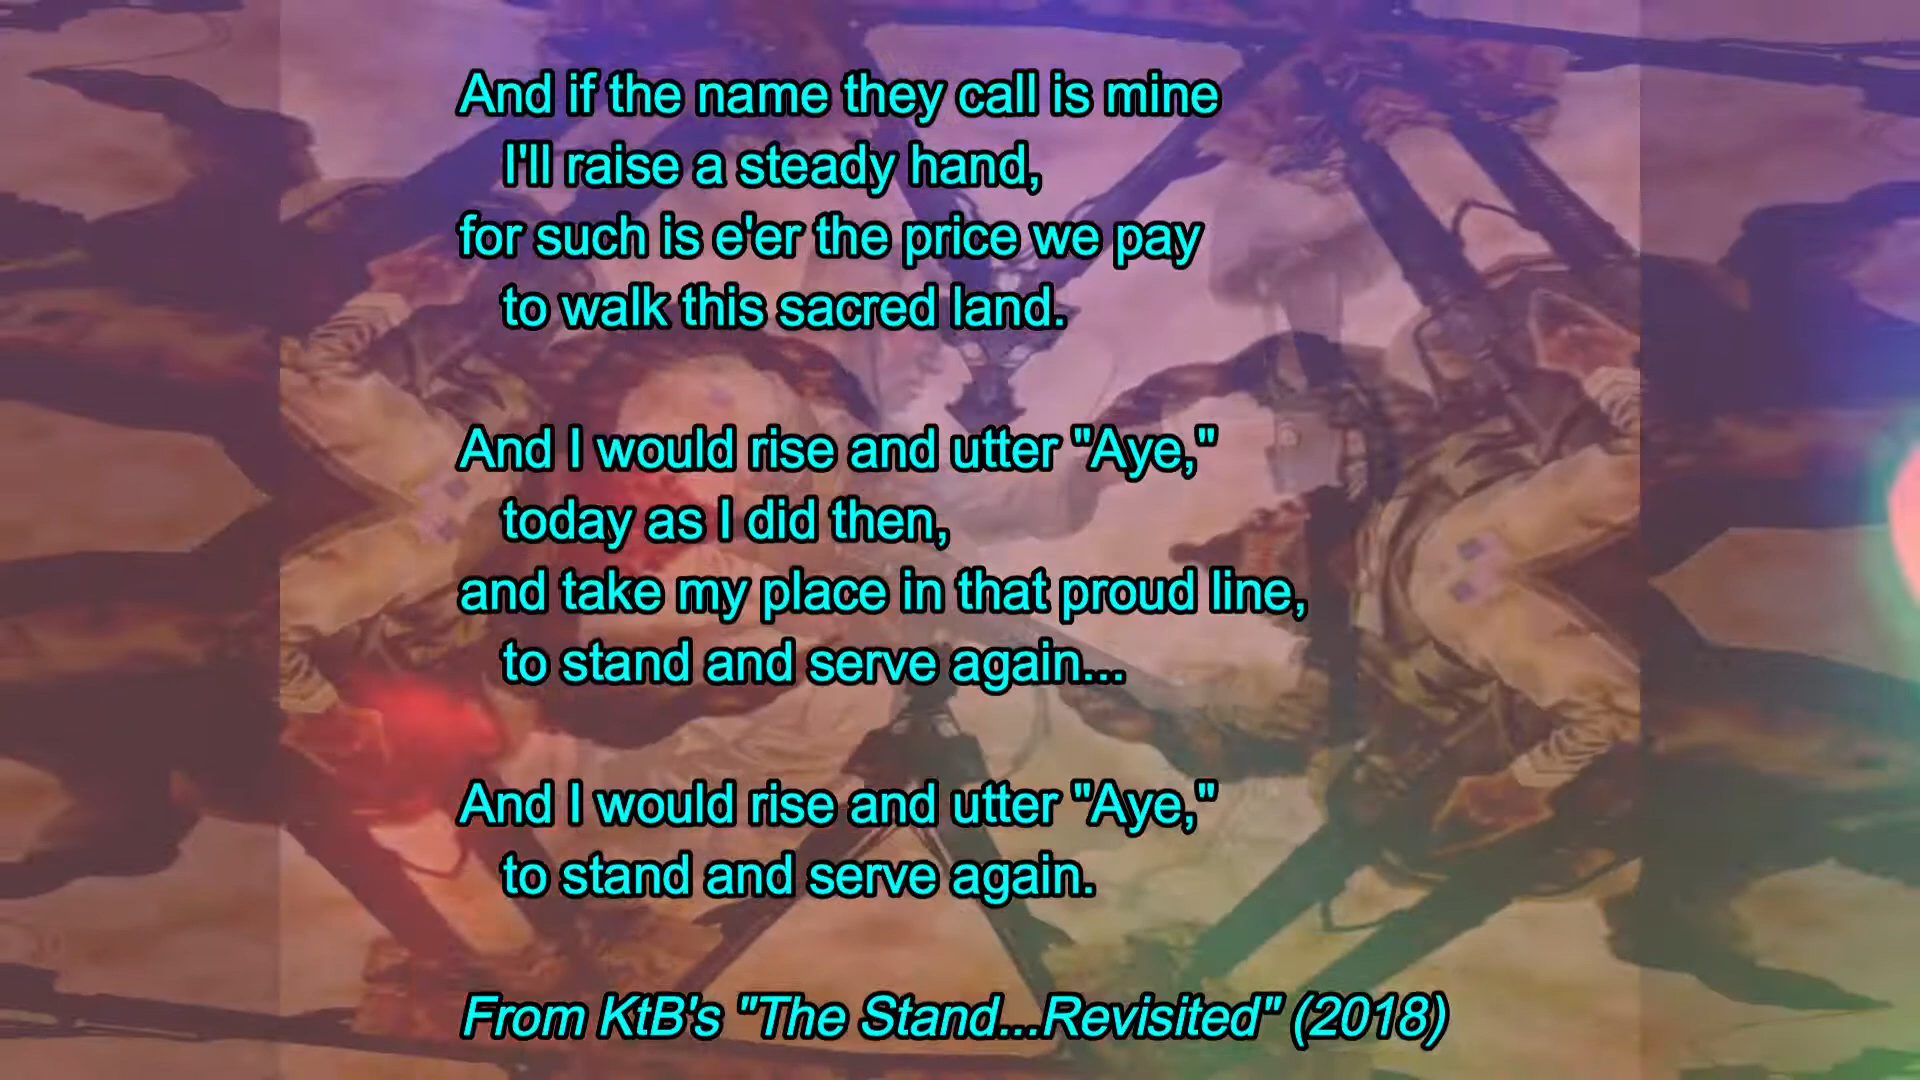 And if the name they call is mine
I'll raise a steady hand,
for such is e'er the price we pay
to walk this sacred land.
And I would rise and utter "Aye,"
today as I did then,
and take my place in that proud line,
to stand and serve again...
And I would rise and utter "Aye,"
to stand and serve again.
From KtB's "The Stand...Revisited" (2018)